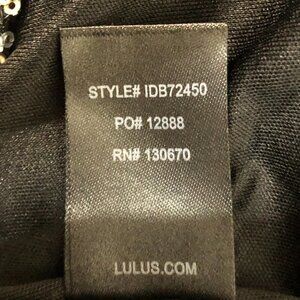 STYLE# IDB72450
PO# 12888
RN# 130670
LULUS.COM